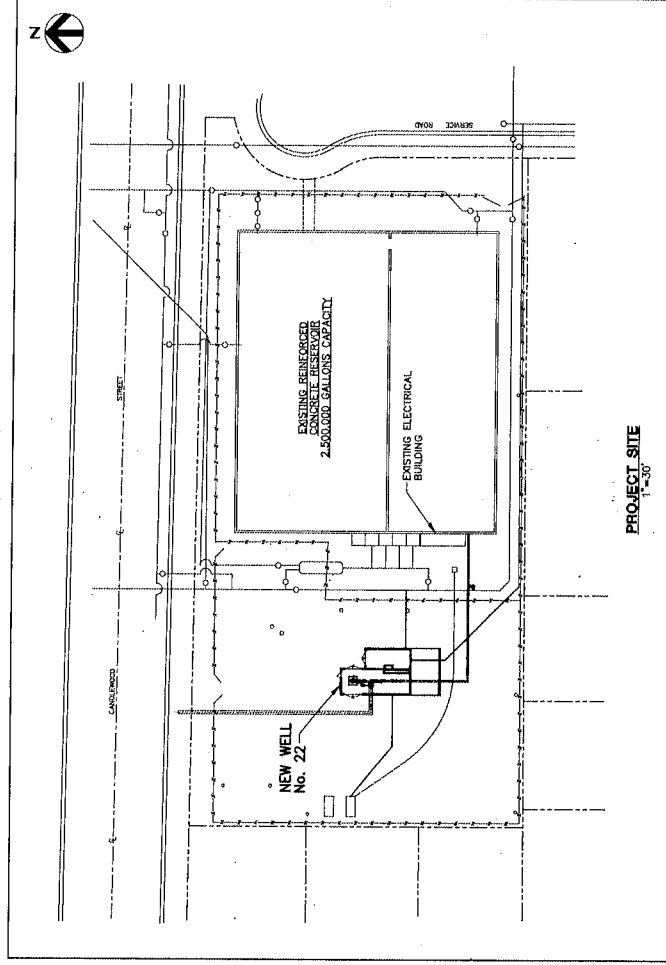 N
SERVICE ROAD
STREET
CANDLEWOOD
EXISTING REINFORCED
CONCRETE RESERVOIR
2,500,000 GALLONS CAPACITY
EXISTING ELECTRICAL
BUILDING
NEW WELL
No. 22
PROJECT SITE
1"=30'